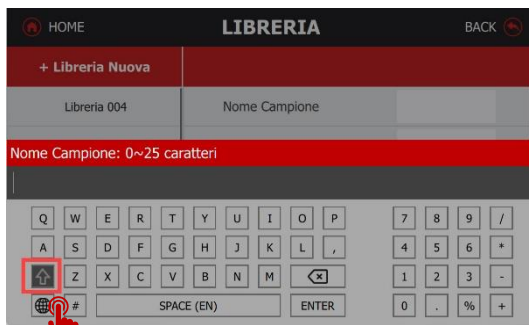 HOME LIBRERIA BACK
+ Libreria Nuova
Libreria 004 Nome Campione
Nome Campione: 0~25 caratteri
Q W E R T Y U I O P 7 8 9 /
A S D F G H J K L , 4 5 6 *
Z X C V B N M 1 2 3 -
# SPACE (EN) ENTER 0 . % +